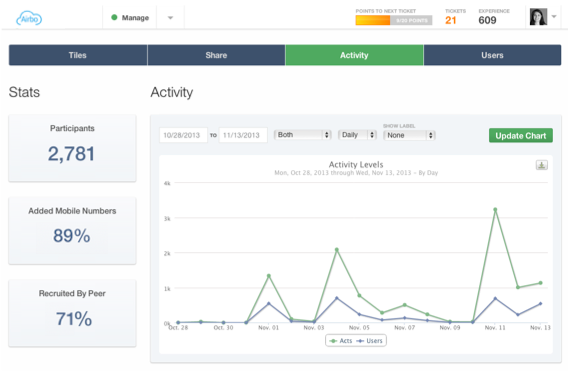 Airbo
Manage
POINTS TO NEXT TICKET
TICKETS
21
EXPERIENCE
609
Tiles
Share
Activity
Users
Stats
Activity
Participants
2,781
Added Mobile Numbers
89%
Recruited By Peer
71%
10/28/2013 TO 11/13/2013 Both Daily
SHOW LABEL
None
Update Chart
Activity Levels
Mon, Oct 28, 2013 through Wed, Nov 13, 2013 – By Day
4k
3k
2k
1k
0k
Oct. 28 Oct. 30 Nov. 01 Nov. 03 Nov. 05 Nov. 07 Nov. 09 Nov. 11 Nov. 13
Acts Users